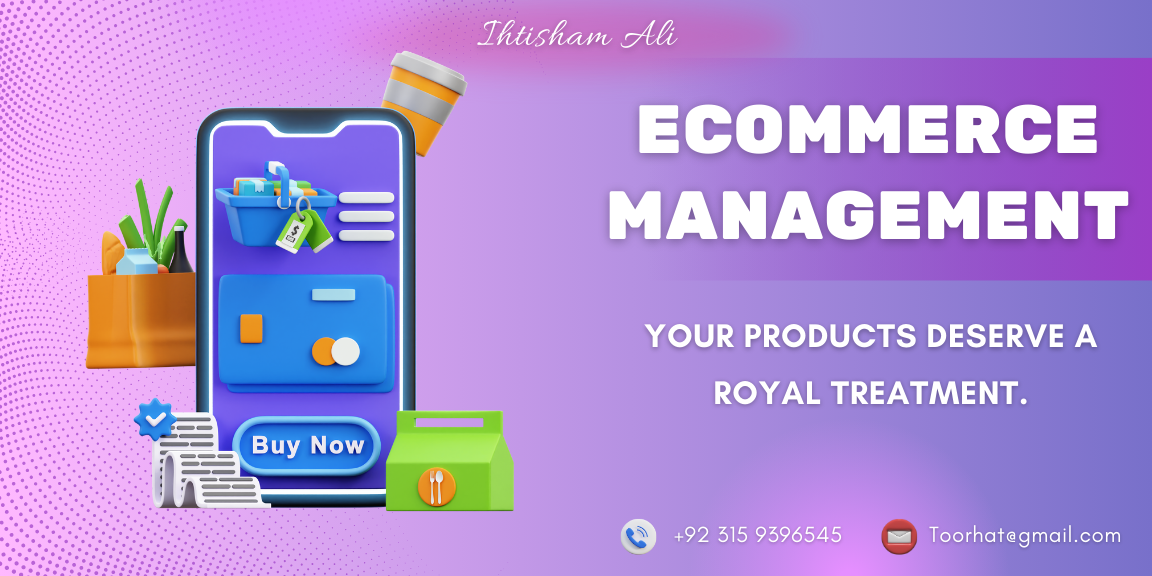 Ihtisham Ali
ECOMMERCE
MANAGEMENT
YOUR PRODUCTS DESERVE A
ROYAL TREATMENT.
$
Buy Now
+92 315 9396545
Toorhat@gmail.com